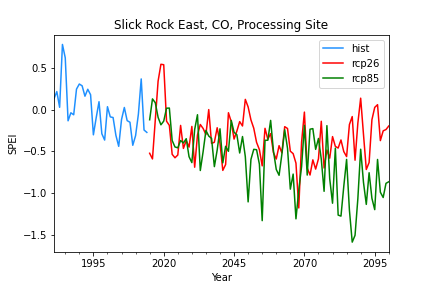 Slick Rock East, CO, Processing Site
hist
rcp26
rcp85
0.5
0.0
−0.5
−1.0
−1.5
SPEI
1995
2020
2045
2070
2095
Year